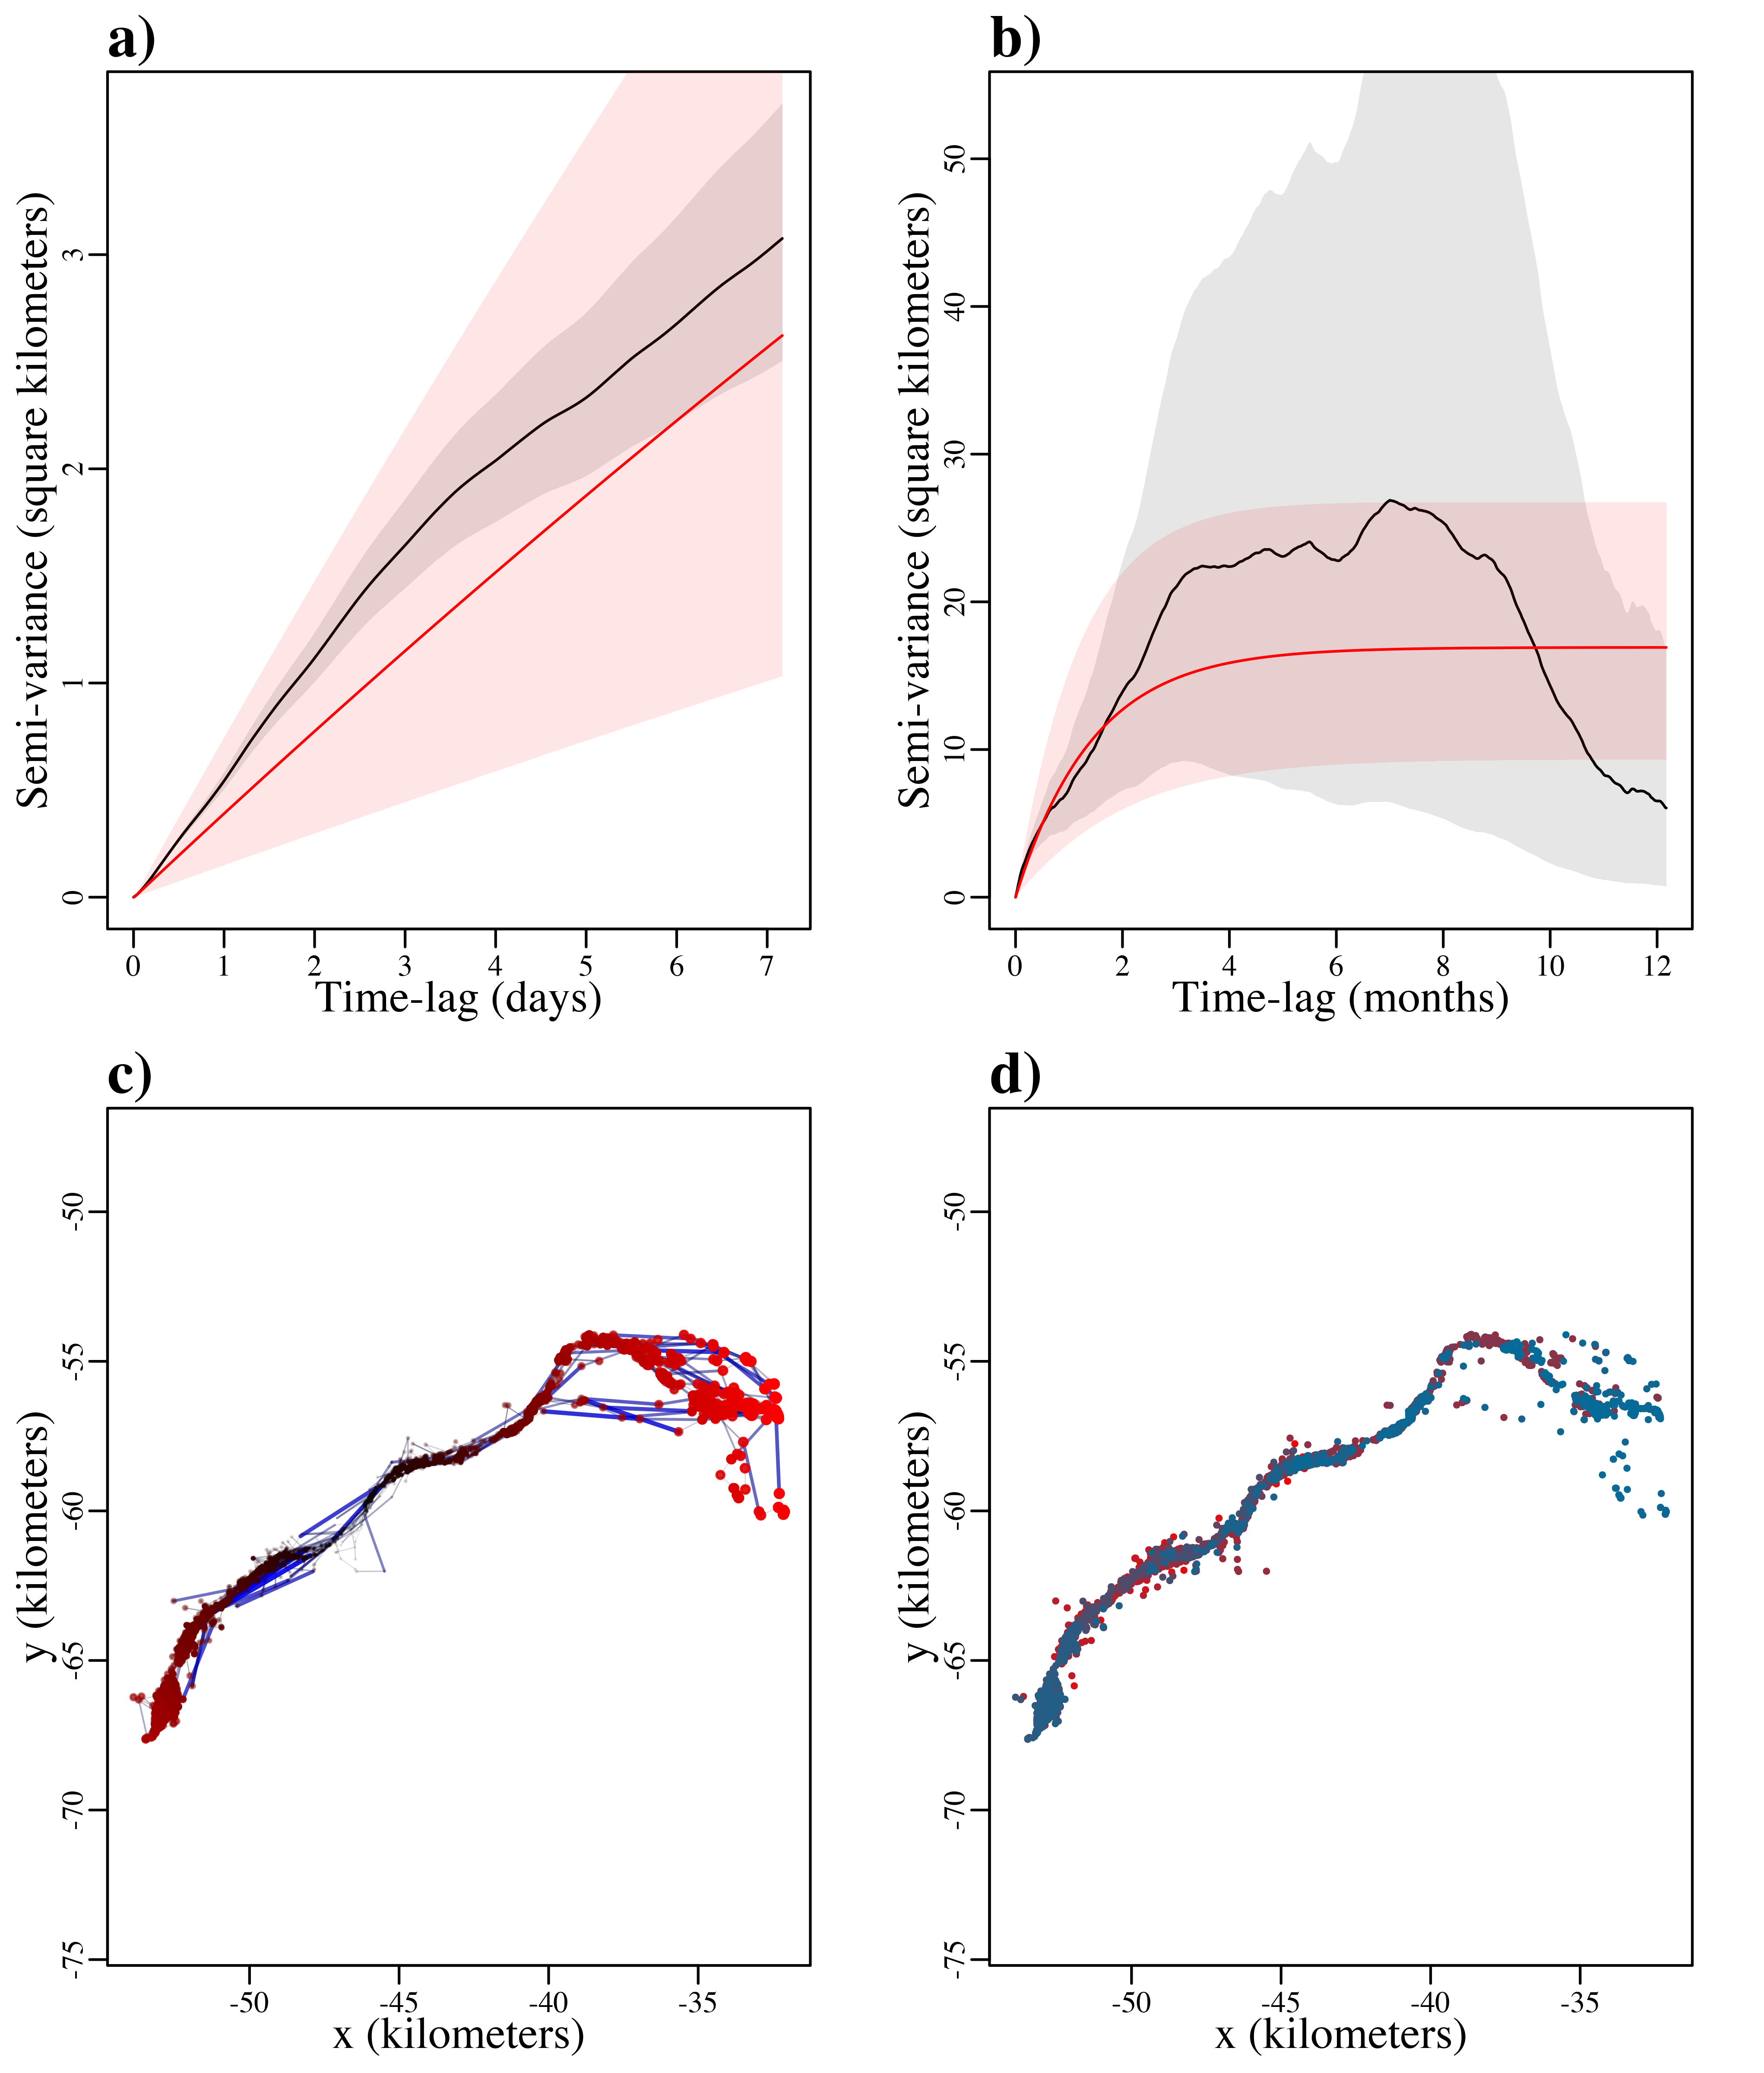 a)
Semi-variance (square kilometers)
3
2
1
0
0 1 2 3 4 5 6 7
Time-lag (days)
b)
Semi-variance (square kilometers)
50
40
30
20
10
0
0 2 4 6 8 10 12
Time-lag (months)
c)
y (kilometers)
-50
-55
-60
-65
-70
-75
-50 -45 -40 -35
x (kilometers)
d)
y (kilometers)
-50
-55
-60
-65
-70
-75
-50 -45 -40 -35
x (kilometers)